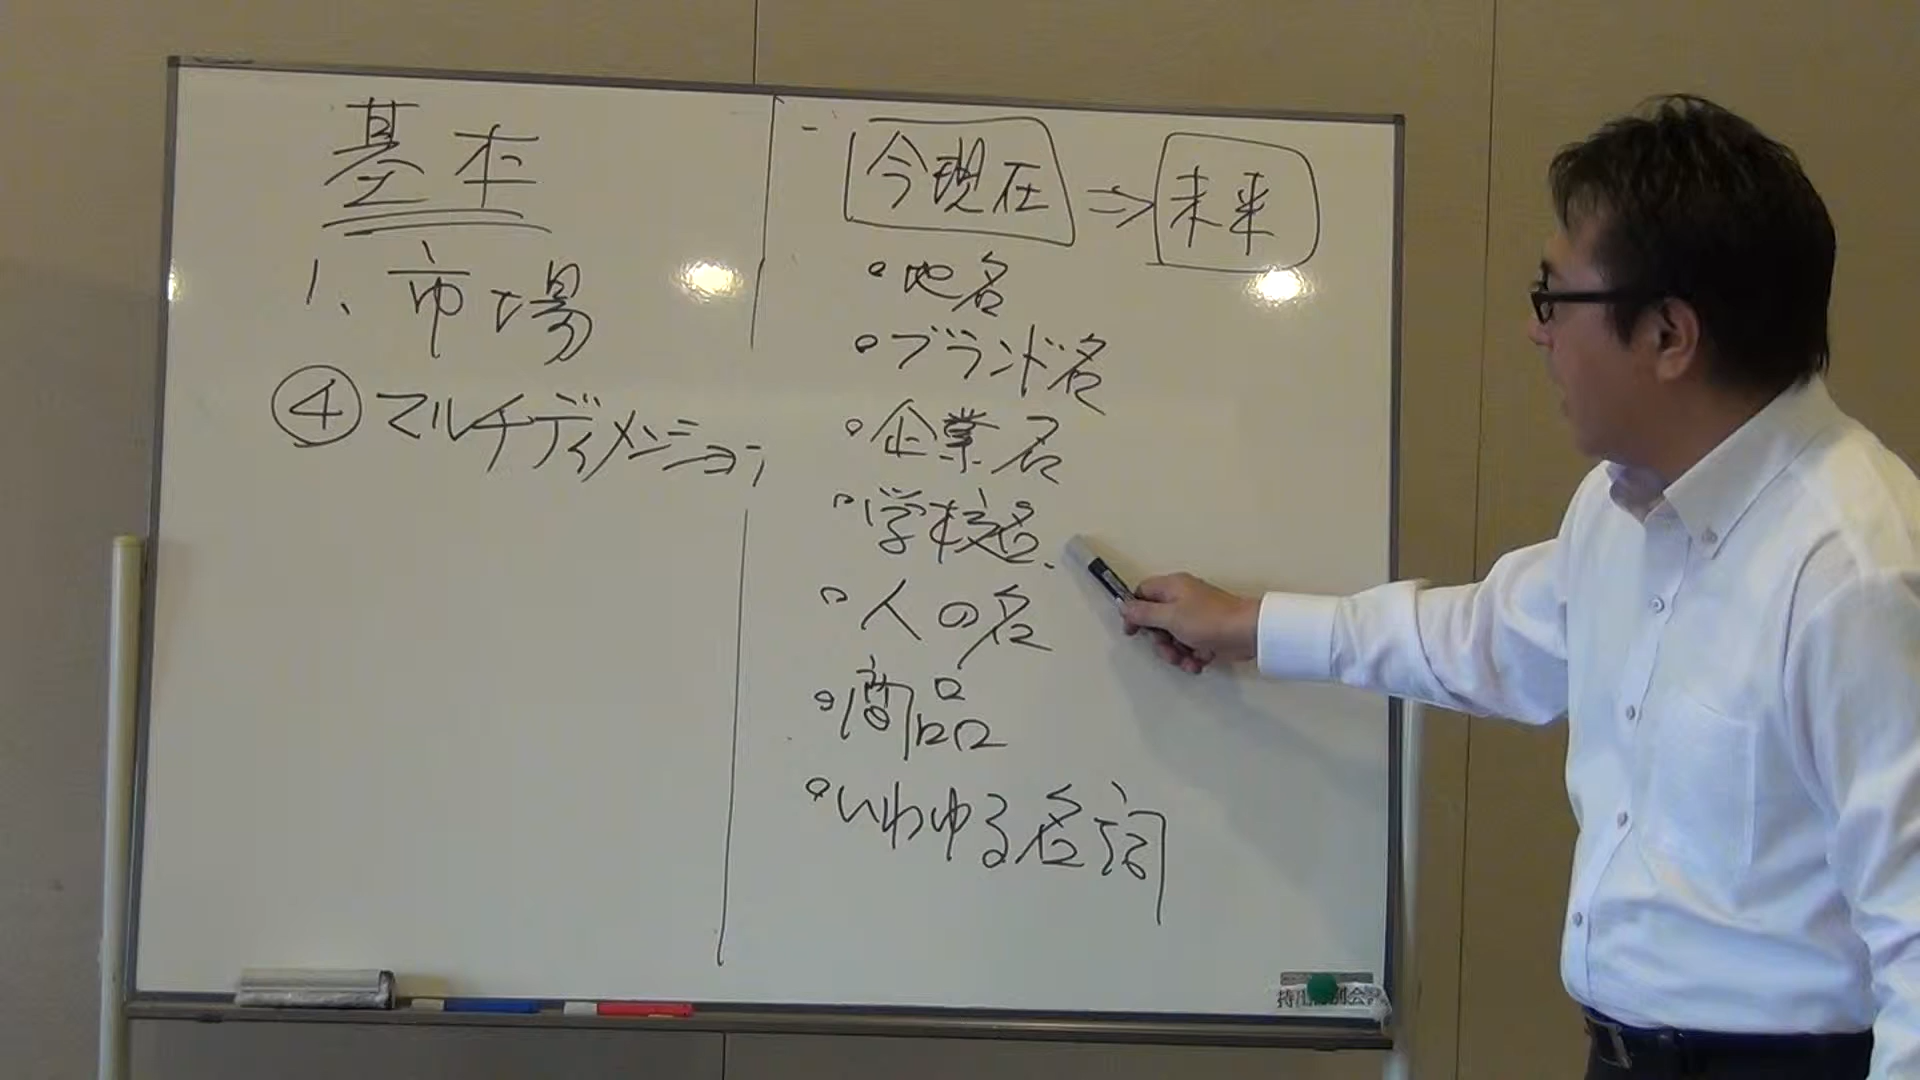 基本
1、市場
④マルチディメンション
今現在⇒未来
・地名
・ブランド名
・企業名
・学校名
・人の名
・商品
・いわゆる名詞